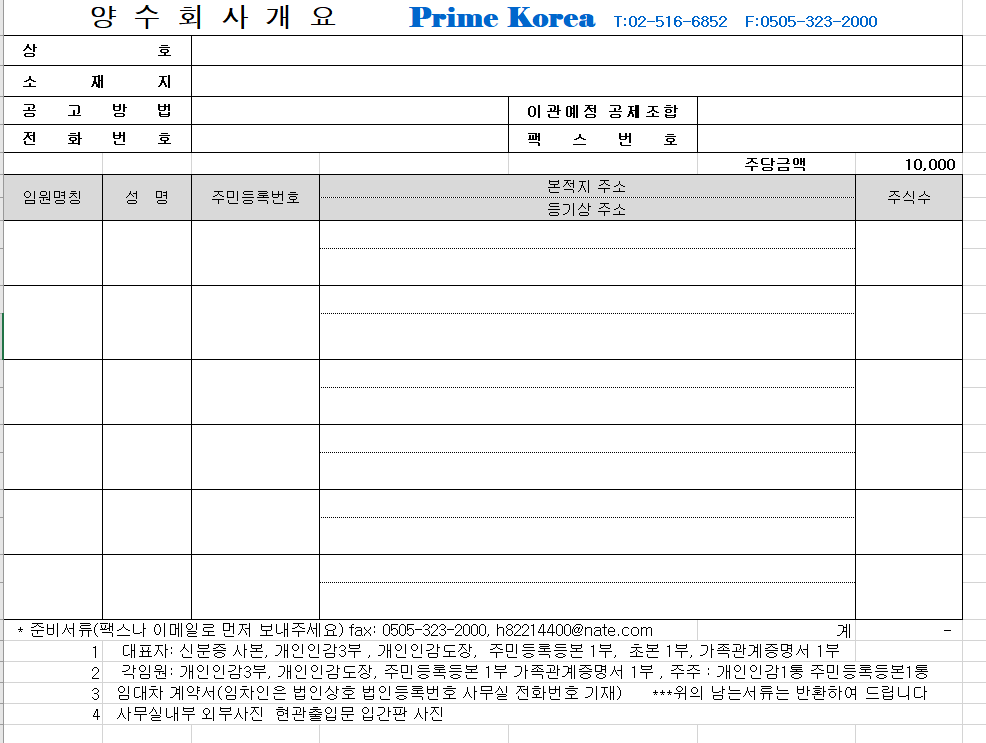 양 수 회 사 개 요 Prime Korea T:02-516-6852 F:0505-323-2000
상 호
소 재 지
공 고 방 법 이관예정 공제조합
전 화 번 호 팩 스 번 호
주당금액 10,000
임원명칭 성 명 주민등록번호 본적지 주소 주식수
등기상 주소
* 준비서류(팩스나 이메일로 먼저 보내주세요) fax: 0505-323-2000, h82214400@nate.com 계 -
1 대표자: 신분증 사본, 개인인감3부 , 개인인감도장, 주민등록등본 1부, 초본 1부, 가족관계증명서 1부
2 각임원: 개인인감3부, 개인인감도장, 주민등록등본 1부 가족관계증명서 1부 , 주주 : 개인인감1통 주민등록등본1통
3 임대차 계약서(임차인은 법인상호 법인등록번호 사무실 전화번호 기재) ***위의 남는서류는 반환하여 드립니다
4 사무실내부 외부사진 현관출입문 입간판 사진